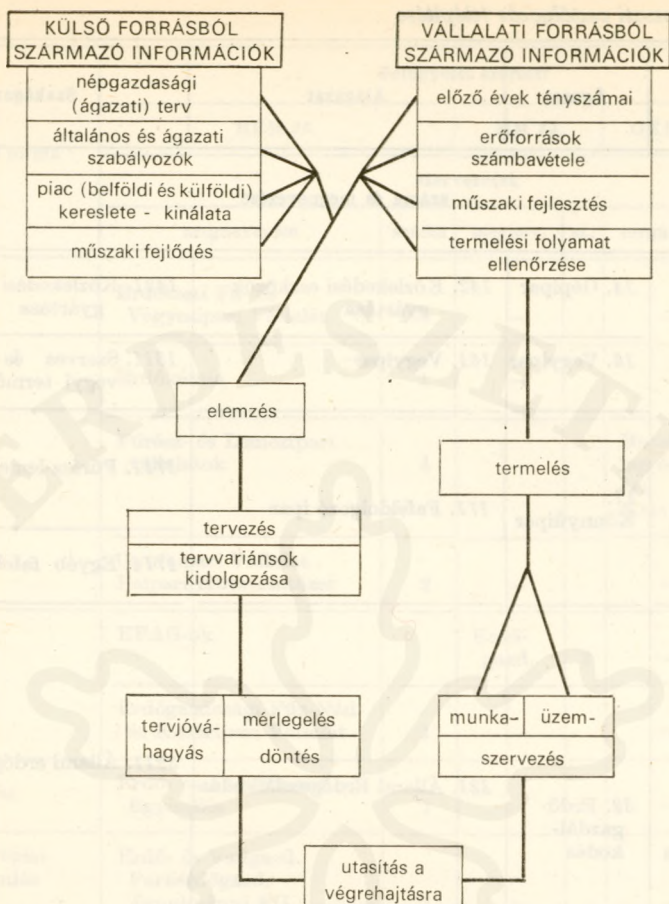 KÜLSŐ FORRÁSBÓL
SZÁRMAZÓ INFORMÁCIÓK
népgazdasági
(ágazati) terv
általános és ágazati
szabályozók
piac (belföldi és külföldi)
kereslete - kinálata
műszaki fejlődés
VÁLLALATI FORRÁSBÓL
SZÁRMAZÓ INFORMÁCIÓK
előző évek tényszámai
erőforrások
számbavétele
műszaki fejlesztés
termelési folyamat
ellenőrzése
elemzés
termelés
tervezés
tervvariánsok
kidolgozása
tervjóvá-
hagyás
mérlegelés
döntés
munka-
üzem-
szervezés
utasítás a
végrehajtásra
ERDÉSZETI